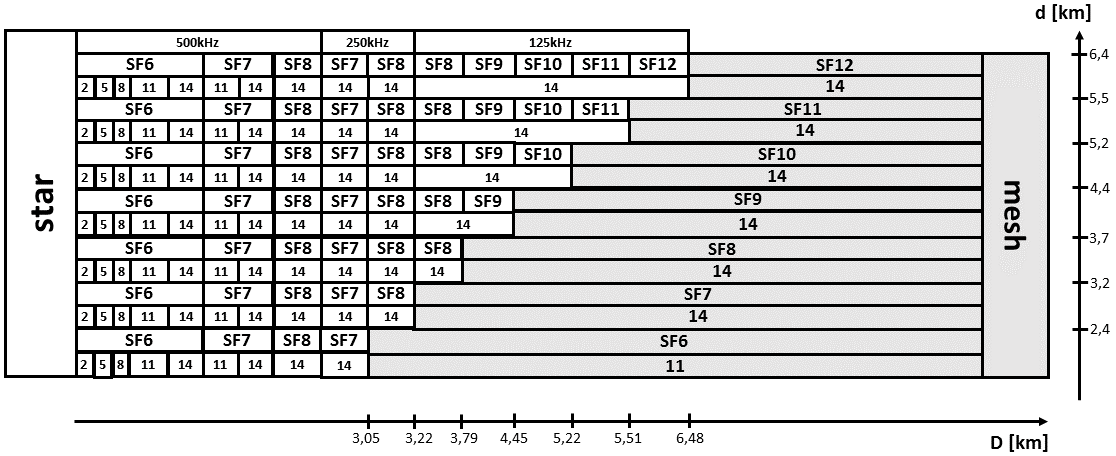 d [km]
500kHz 250kHz 125kHz
SF6 SF7 SF8 SF7 SF8 SF8 SF9 SF10 SF11 SF12 SF12
2 5 8 11 14 11 14 14 14 14 14 14
SF6 SF7 SF8 SF7 SF8 SF8 SF9 SF10 SF11 SF11
2 5 8 11 14 11 14 14 14 14 14 14
SF6 SF7 SF8 SF7 SF8 SF8 SF9 SF10 SF10
2 5 8 11 14 11 14 14 14 14 14 14
SF6 SF7 SF8 SF7 SF8 SF8 SF9 SF9
2 5 8 11 14 11 14 14 14 14 14 14
SF6 SF7 SF8 SF7 SF8 SF8 SF8
2 5 8 11 14 11 14 14 14 14 14 14
SF6 SF7 SF8 SF7 SF8 SF7
2 5 8 11 14 11 14 14 14 14 14
SF6 SF7 SF8 SF7 SF6
2 5 8 11 14 11 14 14 14 11
star
mesh
6,4
5,5
5,2
4,4
3,7
3,2
2,4
3,05 3,22 3,79 4,45 5,22 5,51 6,48
D [km]